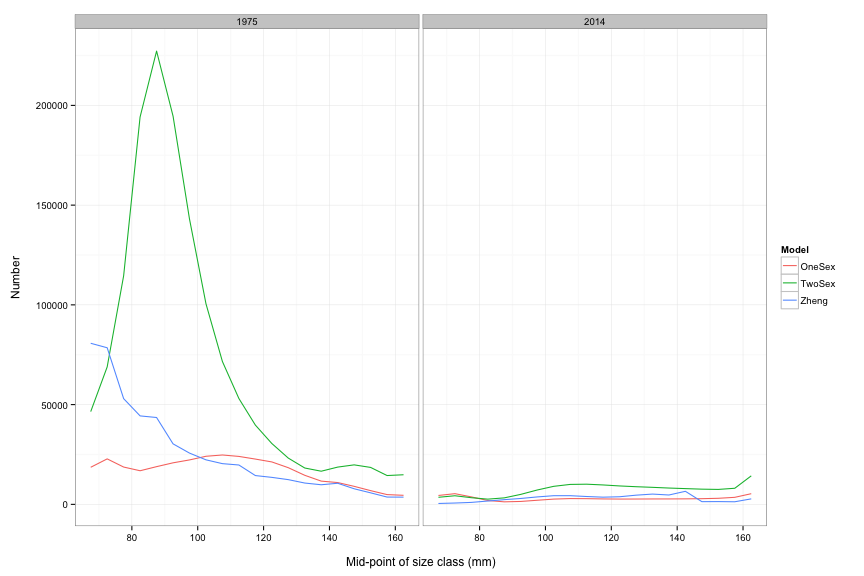 1975 2014
Number
200000
150000
100000
50000
0
80 100 120 140 160 80 100 120 140 160
Mid-point of size class (mm)
Model
OneSex
TwoSex
Zheng